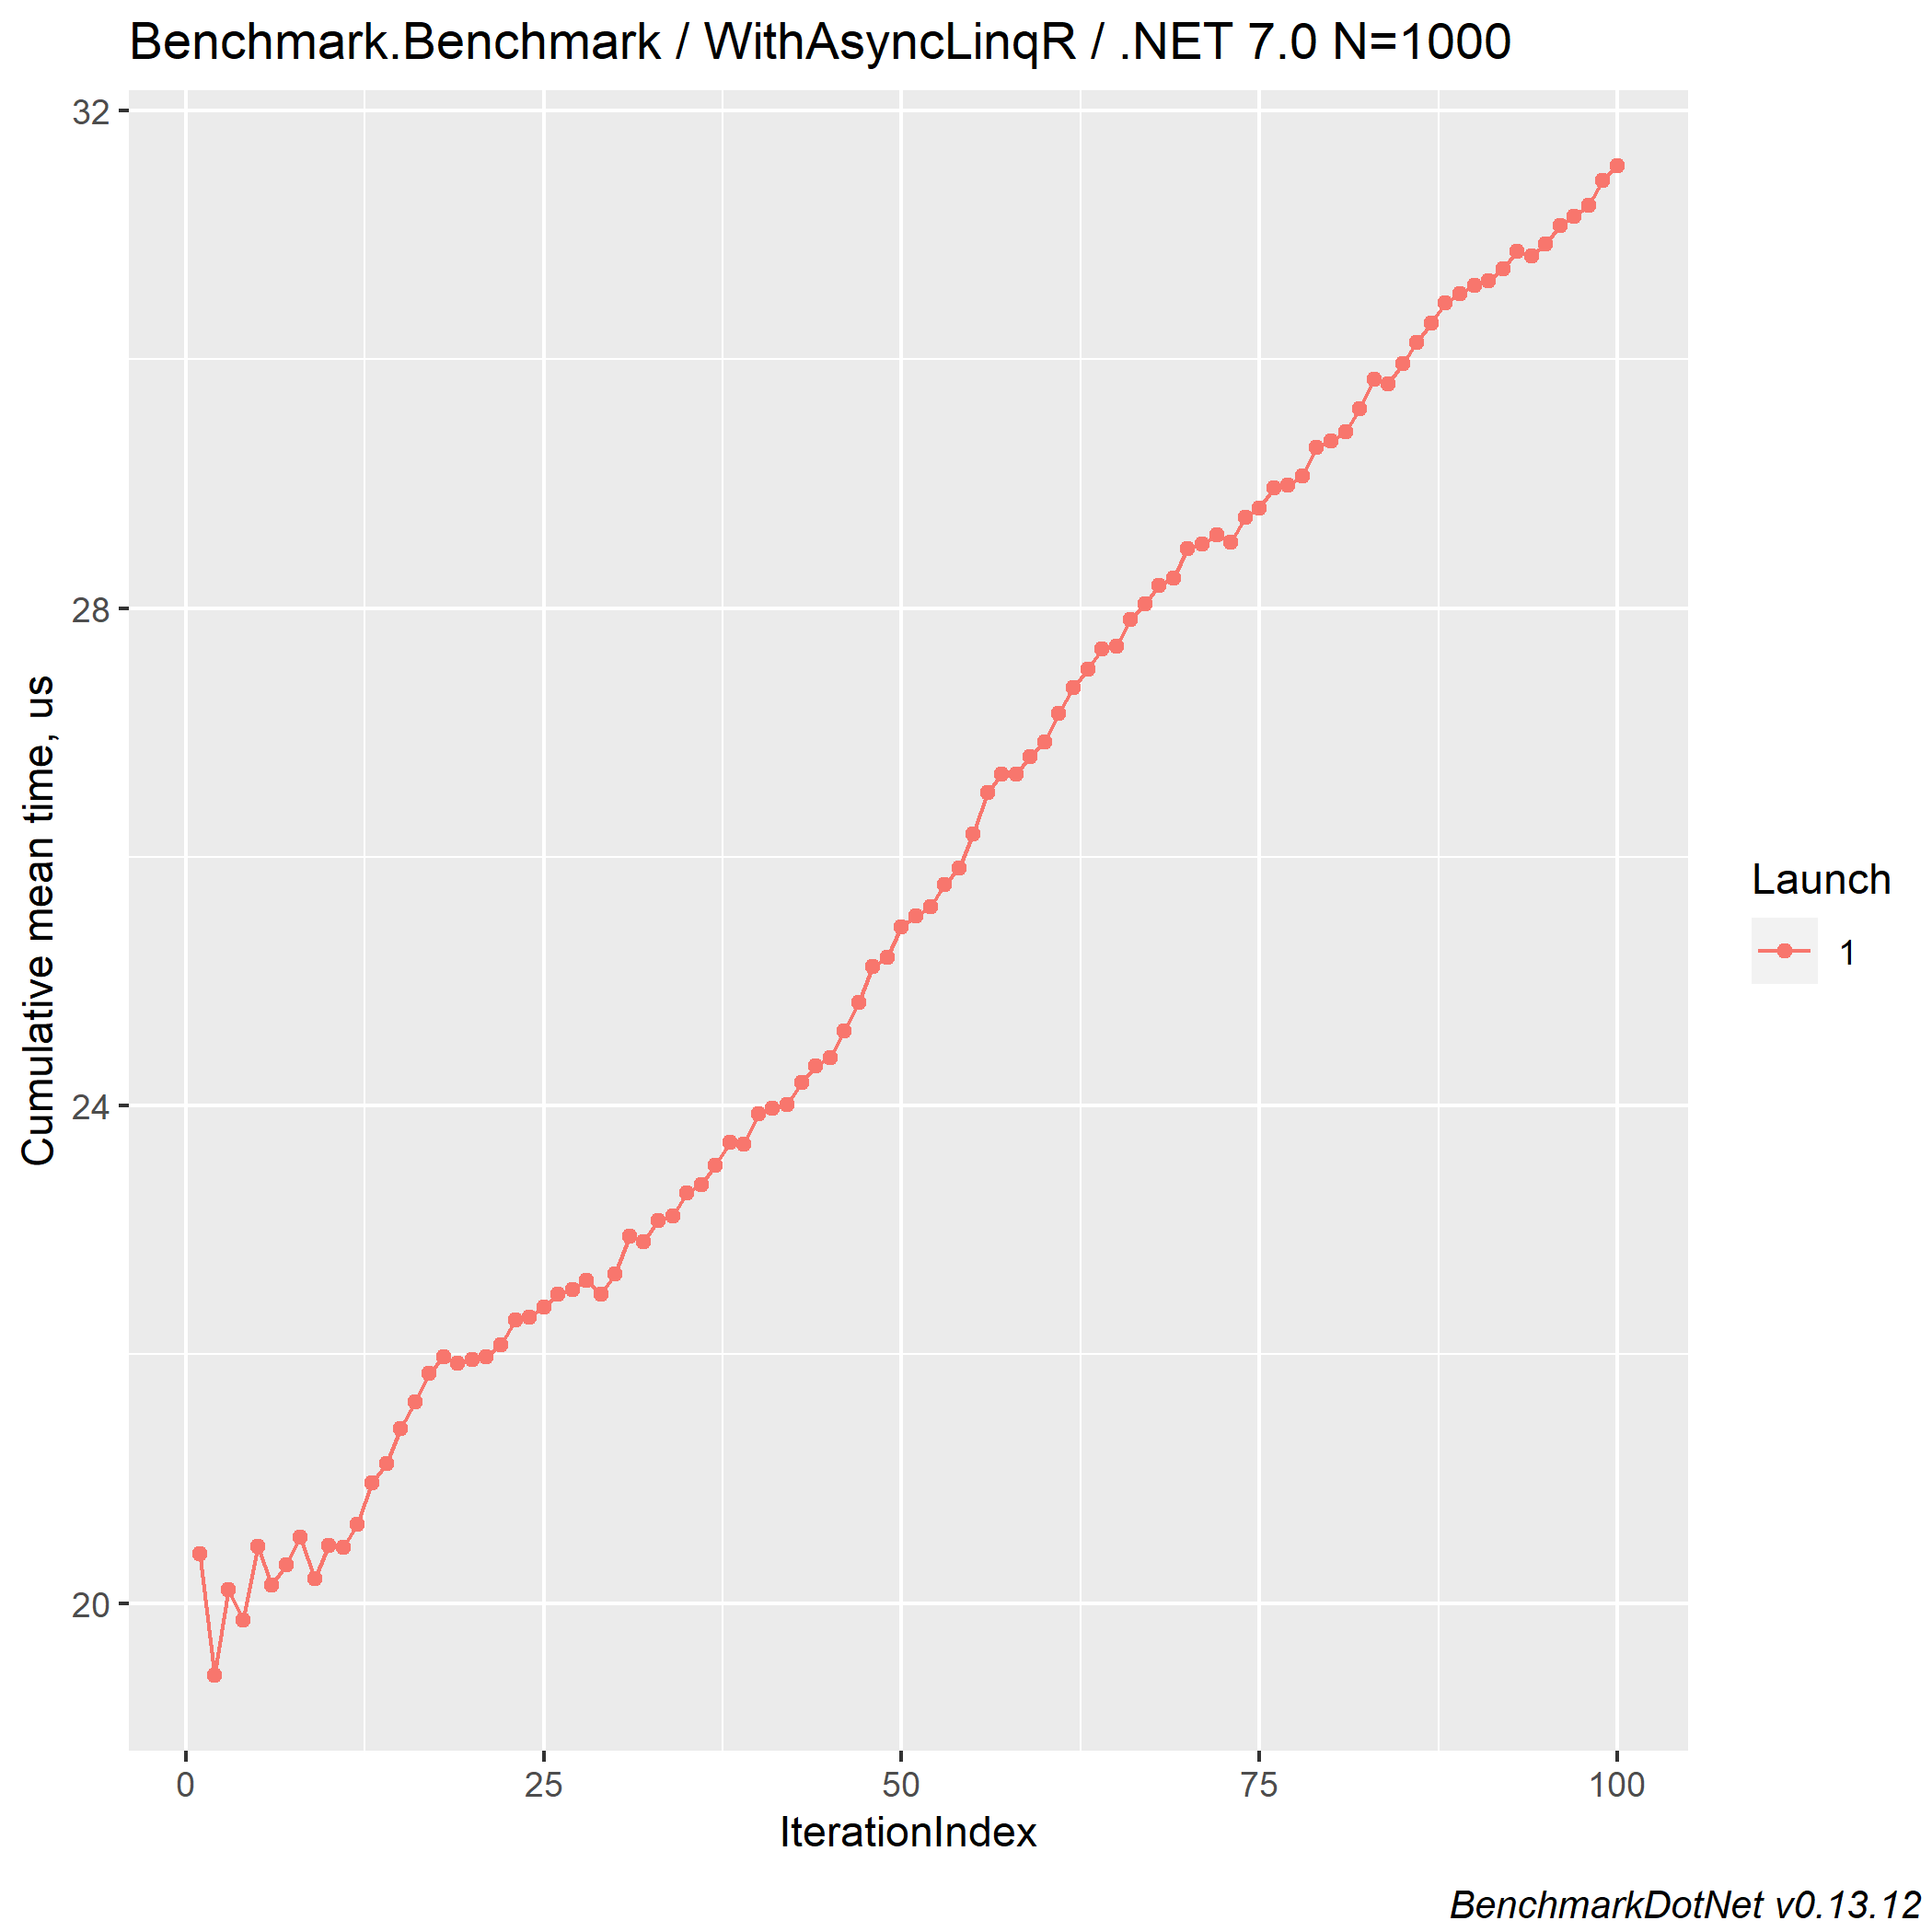 Benchmark.Benchmark / WithAsyncLinqR / .NET 7.0 N=1000
32
28
24
20
Cumulative mean time, us
0 25 50 75 100
IterationIndex
Launch
1
BenchmarkDotNet v0.13.12